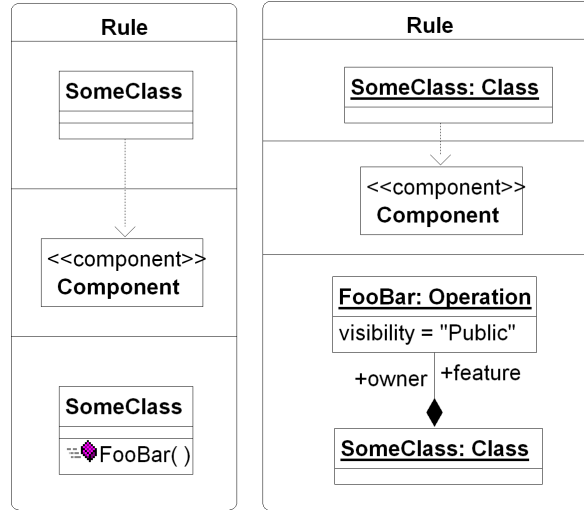 Rule
SomeClass
<<component>>
Component
SomeClass
FooBar( )
Rule
SomeClass: Class
<<component>>
Component
FooBar: Operation
visibility = "Public"
+owner
+feature
SomeClass: Class